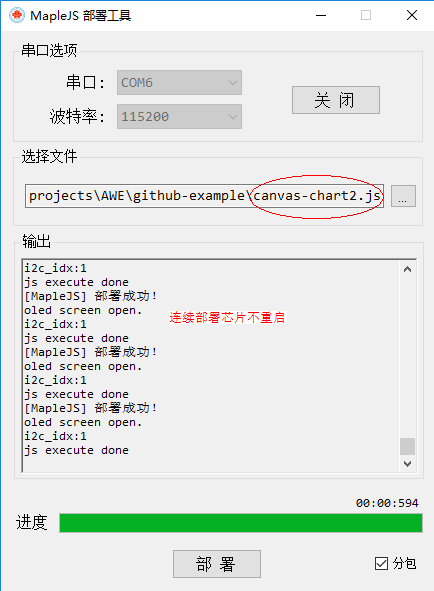 MapleJS 部署工具
串口选项
串口: COM6
关 闭
波特率: 115200
选择文件
projects\AWE\github-example\canvas-chart2.js ...
输出
i2c_idx:1
js execute done
[MapleJS] 部署成功!
oled screen open.
连续部署芯片不重启
i2c_idx:1
js execute done
[MapleJS] 部署成功!
oled screen open.
i2c_idx:1
js execute done
[MapleJS] 部署成功!
oled screen open.
i2c_idx:1
js execute done
00:00:594
进度
部 署
分包